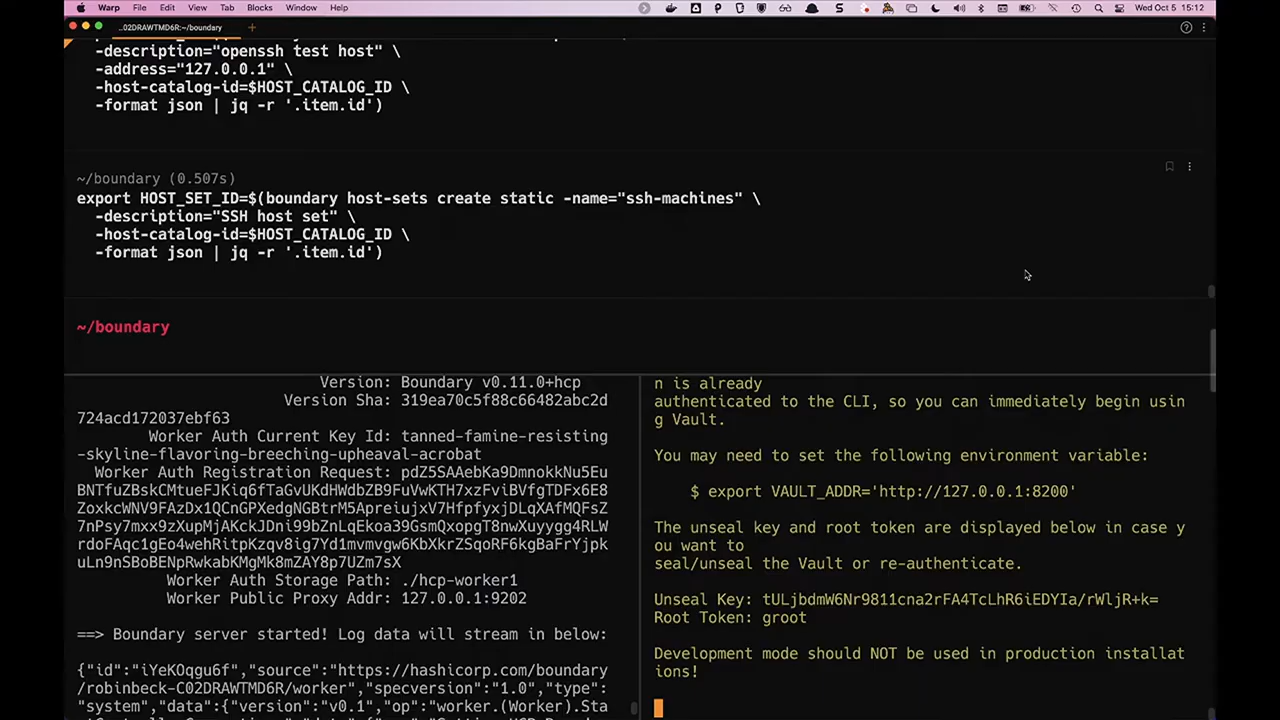 Warp File Edit View Tab Blocks Window Help
Wed Oct 5 15:12
..02DRAWTMD6R:~/boundary
-description="openssh test host" \
-address="127.0.0.1" \
-host-catalog-id=$HOST_CATALOG_ID \
-format json | jq -r '.item.id')
~/boundary (0.507s)
export HOST_SET_ID=$(boundary host-sets create static -name="ssh-machines" \
-description="SSH host set" \
-host-catalog-id=$HOST_CATALOG_ID \
-format json | jq -r '.item.id')
~/boundary
Version: Boundary v0.11.0+hcp
Version Sha: 319ea70c5f88c66482abc2d
724acd172037ebf63
Worker Auth Current Key Id: tanned-famine-resisting
-skyline-flavoring-breeching-upheaval-acrobat
Worker Auth Registration Request: pdZ5SAAebKa9DmnokkNu5Eu
BNTfuZBskCMtueFJKiq6fTaGvUKdHWdbZB9FuVwKTH7xzFviBVfgTDFx6E8
ZoxkcWNV9FAzDx1QCnGPXedgNGBtrM5ApreiujxV7HfpfyxjDLqXAfMQFsZ
7nPsy7mxx9zXupMjAKckJDni99bZnLqEkoa39GsmQxopgT8nwXuyygg4RLW
rdoFAqc1gEo4wehRitpKzqv8ig7Yd1mvmvgw6KbXkrZSqoRF6kgBaFrYjpk
uLn9nSBoBENpRwkabKMgMk8mZAY8p7UZm7sX
Worker Auth Storage Path: ./hcp-worker1
Worker Public Proxy Addr: 127.0.0.1:9202
==> Boundary server started! Log data will stream in below:
{"id":"iYeKOqgu6f","source":"https://hashicorp.com/boundary
/robinbeck-C02DRAWTMD6R/worker","specversion":"1.0","type":
"system","data":{"version":"v0.1","op":"worker.(Worker).Sta
n is already
authenticated to the CLI, so you can immediately begin usin
g Vault.
You may need to set the following environment variable:
$ export VAULT_ADDR='http://127.0.0.1:8200'
The unseal key and root token are displayed below in case y
ou want to
seal/unseal the Vault or re-authenticate.
Unseal Key: tULjbdmW6Nr9811cna2rFA4TcLhR6iEDYIa/rWljR+k=
Root Token: groot
Development mode should NOT be used in production installat
ions!